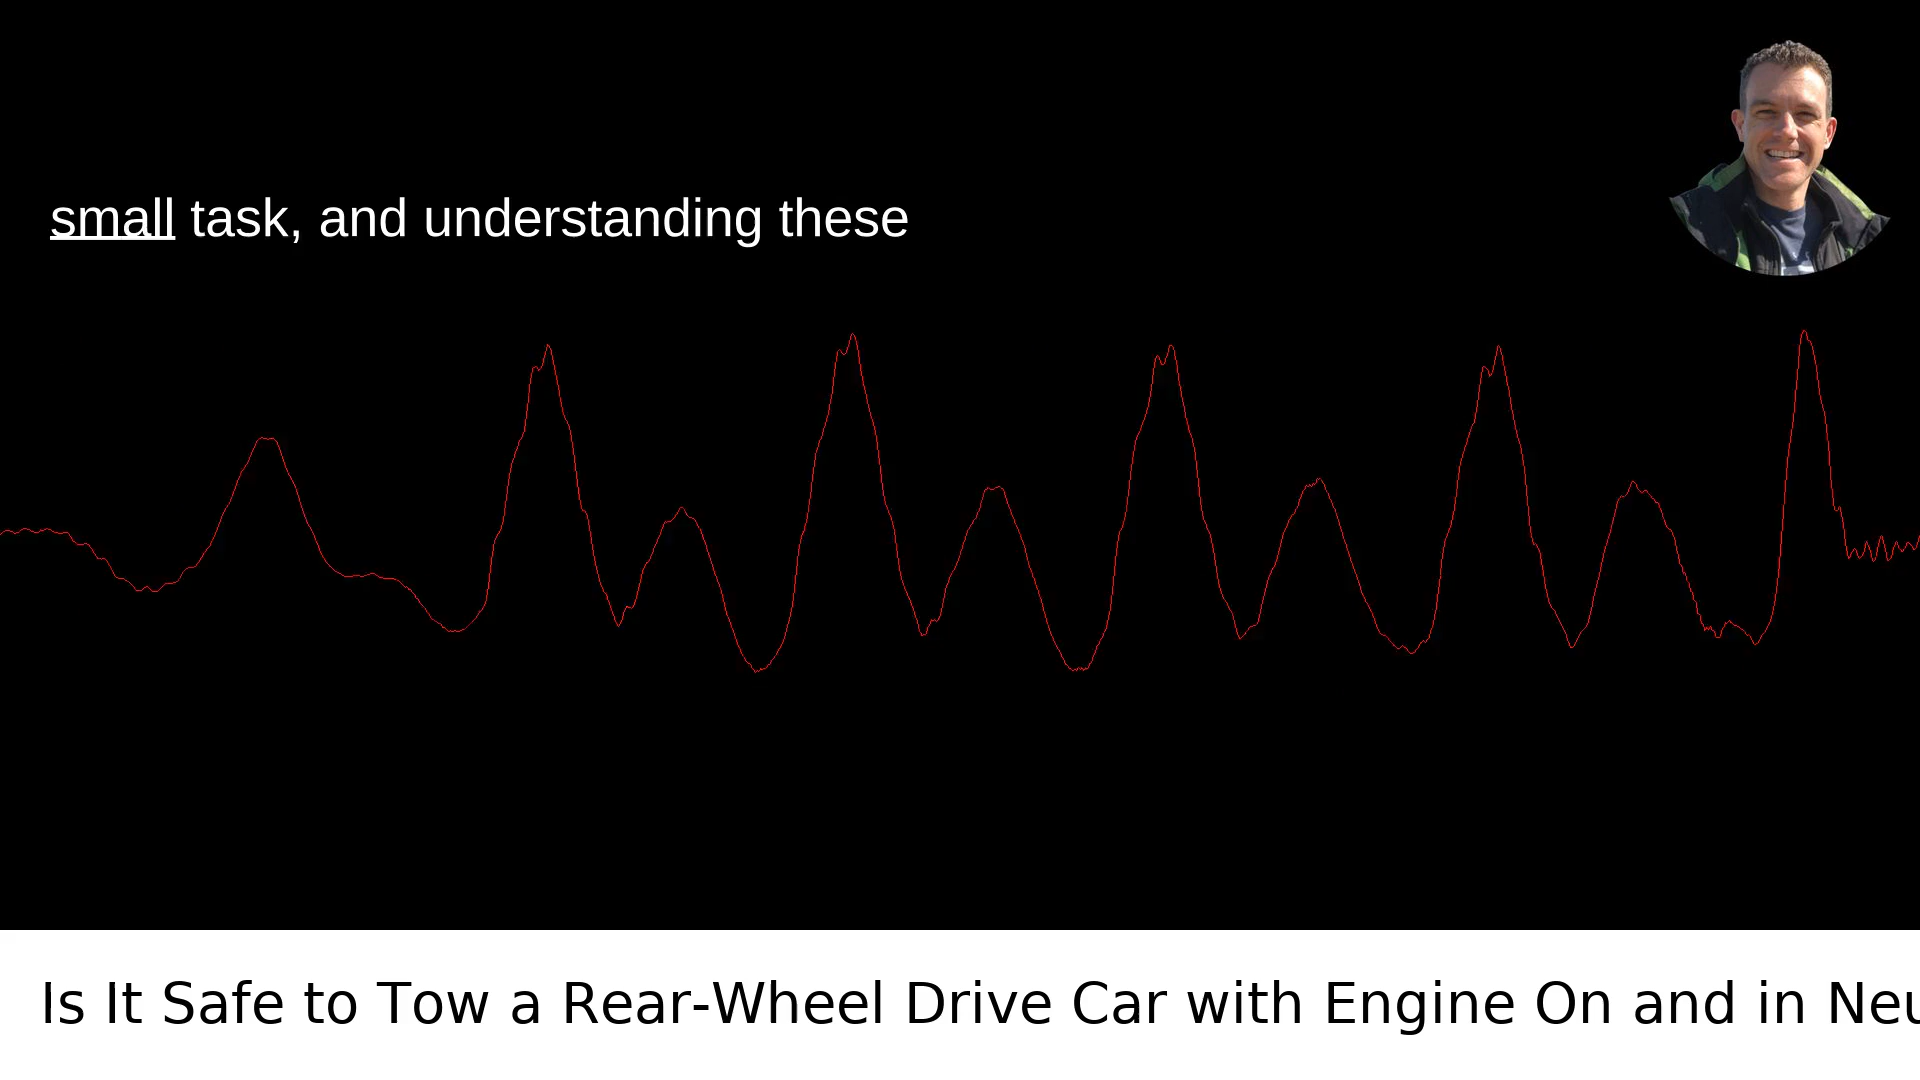 small task, and understanding these
Is It Safe to Tow a Rear-Wheel Drive Car with Engine On and in Neu